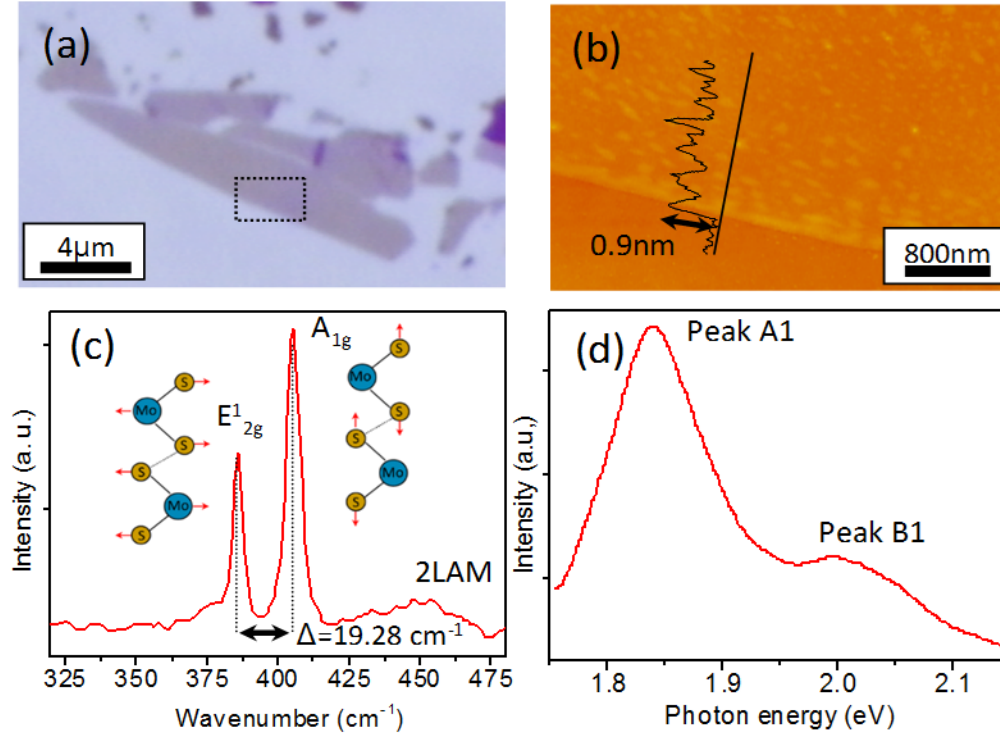 (a)
4μm
(b)
0.9nm
800nm
(c)
Intensity (a. u.)
E¹2g
A1g
Mo
S
S
S
Mo
S
S
Mo
S
S
Mo
S
2LAM
Δ=19.28 cm⁻¹
325 350 375 400 425 450 475
Wavenumber (cm⁻¹)
(d)
Intensity (a.u,)
Peak A1
Peak B1
1.8 1.9 2.0 2.1
Photon energy (eV)